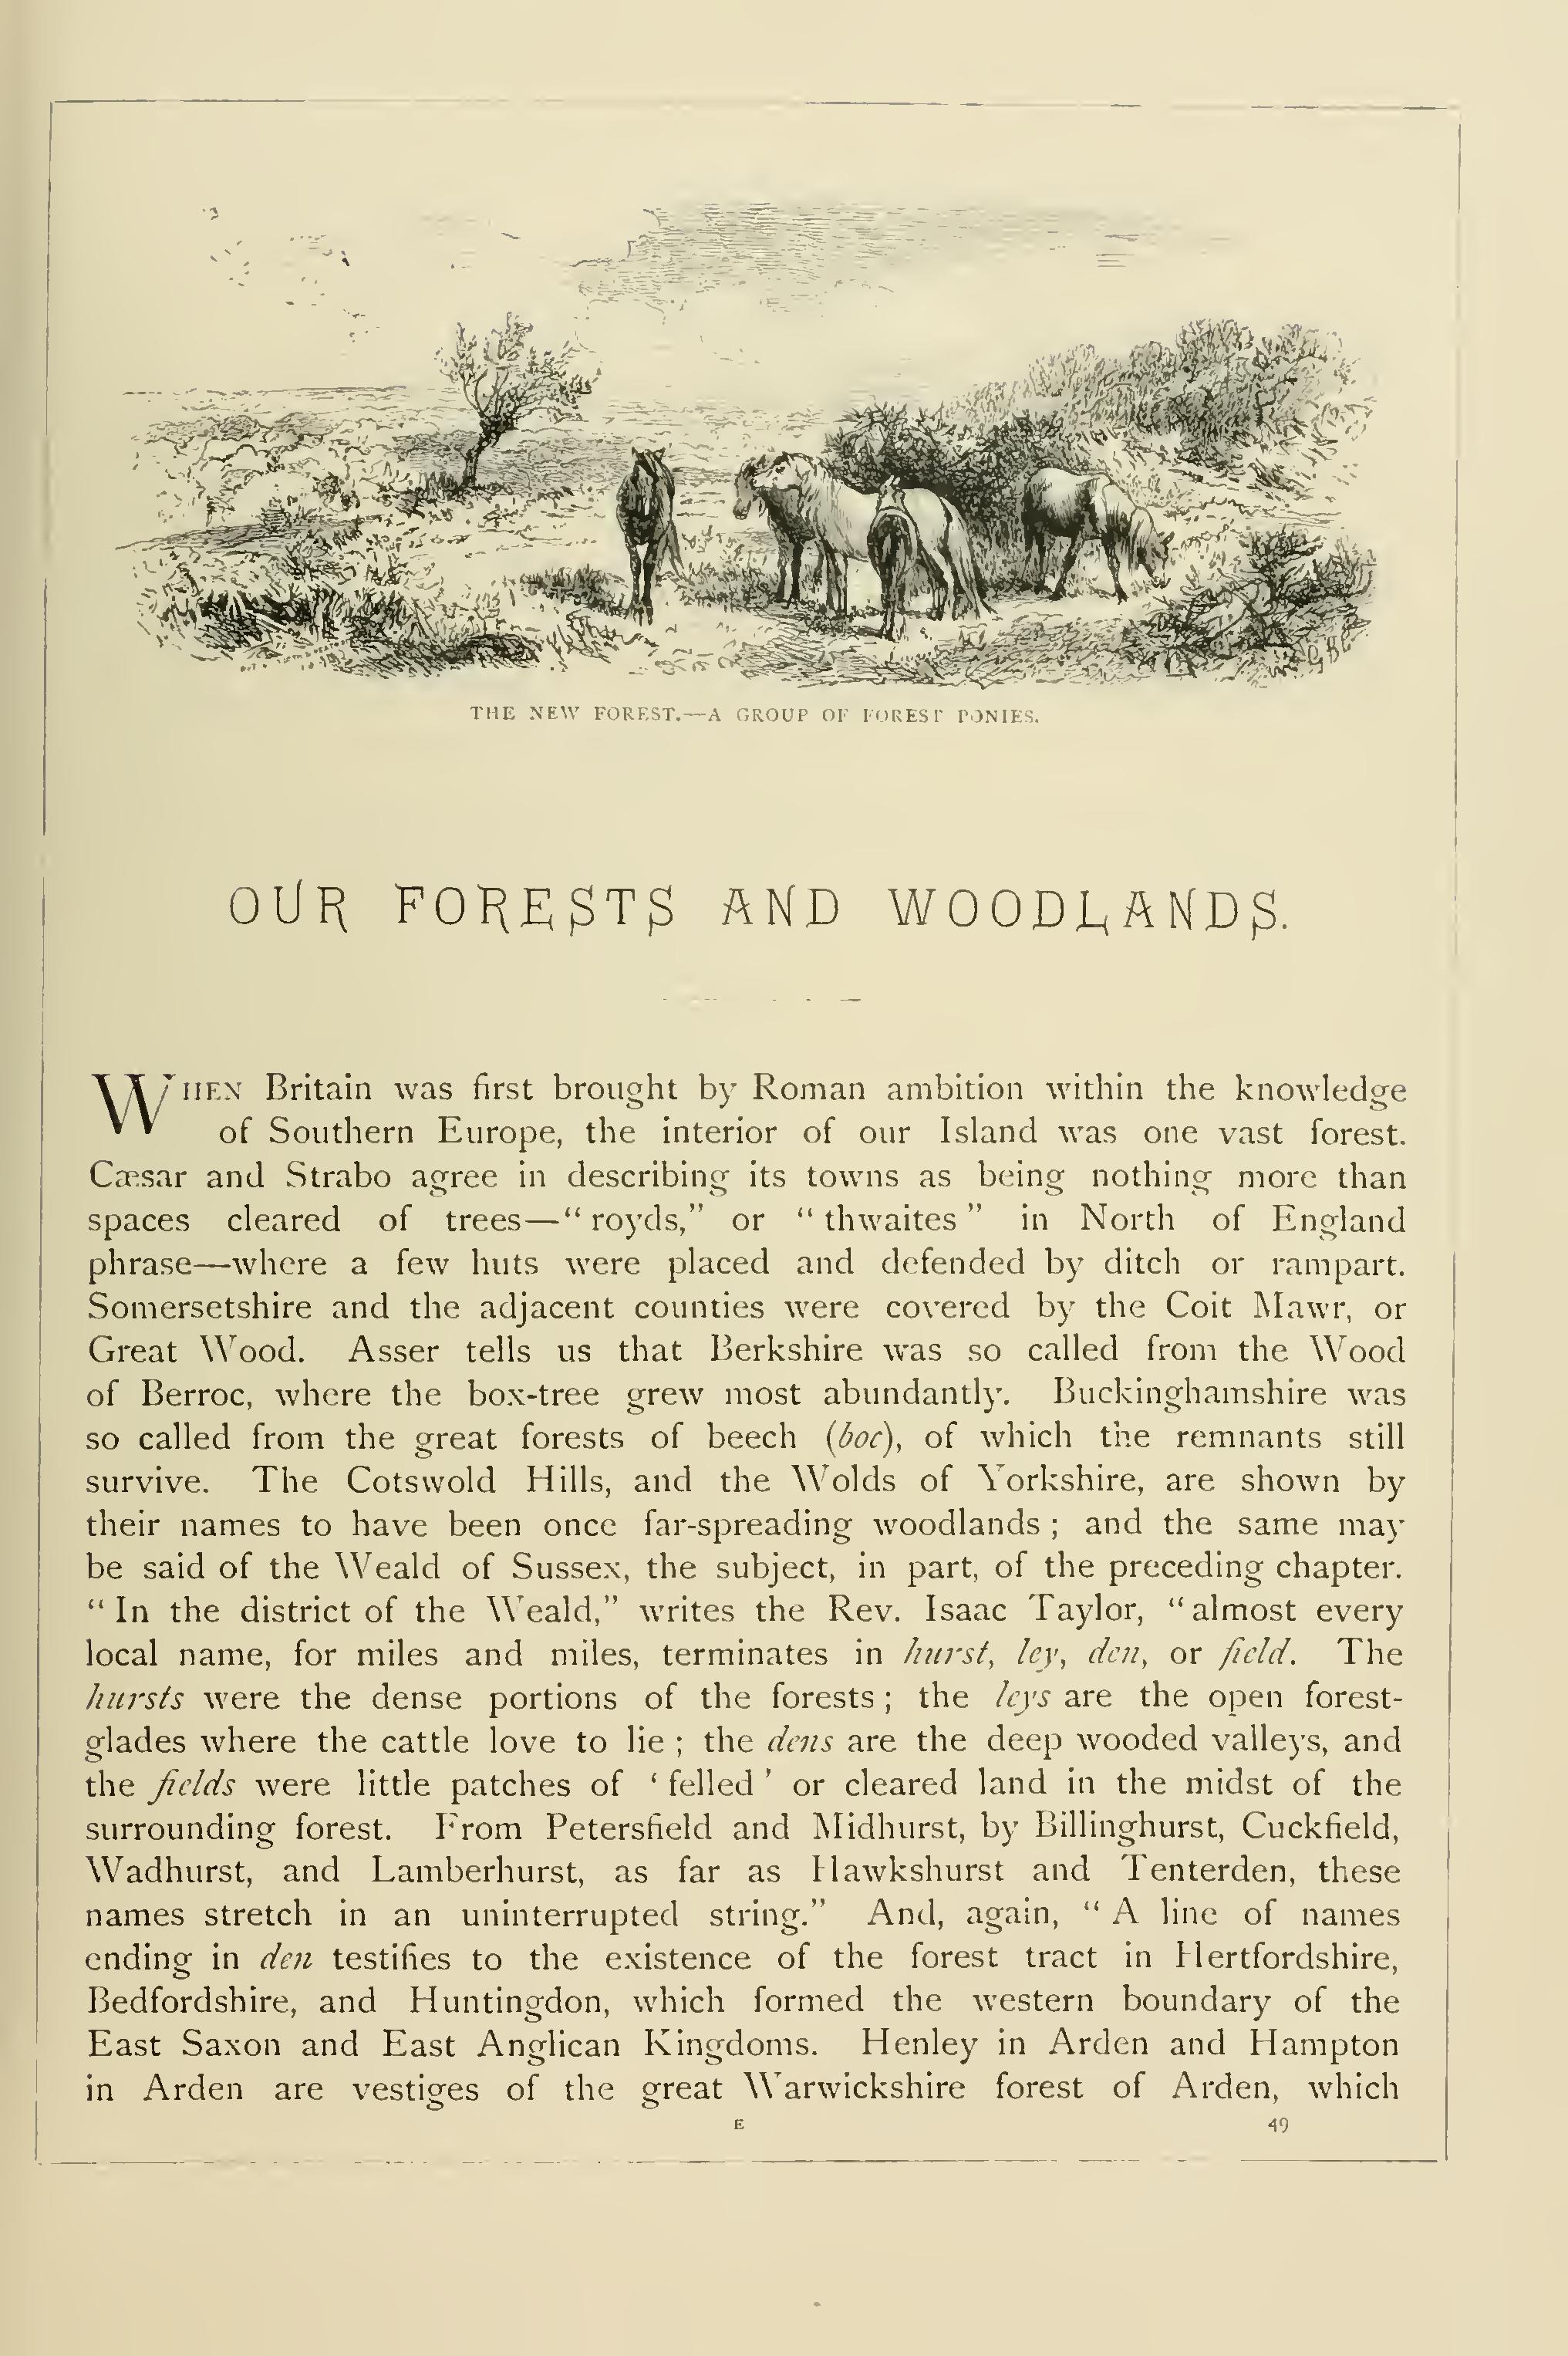 THE NEW FOREST.—A GROUP OF FOREST PONIES.
OUR FORESTS AND WOODLANDS.
WHEN Britain was first brought by Roman ambition within the knowledge
of Southern Europe, the interior of our Island was one vast forest.
Cæsar and Strabo agree in describing its towns as being nothing more than
spaces cleared of trees—“royds,” or “thwaites” in North of England
phrase—where a few huts were placed and defended by ditch or rampart.
Somersetshire and the adjacent counties were covered by the Coit Mawr, or
Great Wood. Asser tells us that Berkshire was so called from the Wood
of Berroc, where the box-tree grew most abundantly. Buckinghamshire was
so called from the great forests of beech (boc), of which the remnants still
survive. The Cotswold Hills, and the Wolds of Yorkshire, are shown by
their names to have been once far-spreading woodlands; and the same may
be said of the Weald of Sussex, the subject, in part, of the preceding chapter.
“In the district of the Weald,” writes the Rev. Isaac Taylor, “almost every
local name, for miles and miles, terminates in hurst, ley, den, or field. The
hursts were the dense portions of the forests; the leys are the open forest-
glades where the cattle love to lie; the dens are the deep wooded valleys, and
the fields were little patches of ‘felled’ or cleared land in the midst of the
surrounding forest. From Petersfield and Midhurst, by Billinghurst, Cuckfield,
Wadhurst, and Lamberhurst, as far as Hawkshurst and Tenterden, these
names stretch in an uninterrupted string.” And, again, “A line of names
ending in den testifies to the existence of the forest tract in Hertfordshire,
Bedfordshire, and Huntingdon, which formed the western boundary of the
East Saxon and East Anglican Kingdoms. Henley in Arden and Hampton
in Arden are vestiges of the great Warwickshire forest of Arden, which
E 49